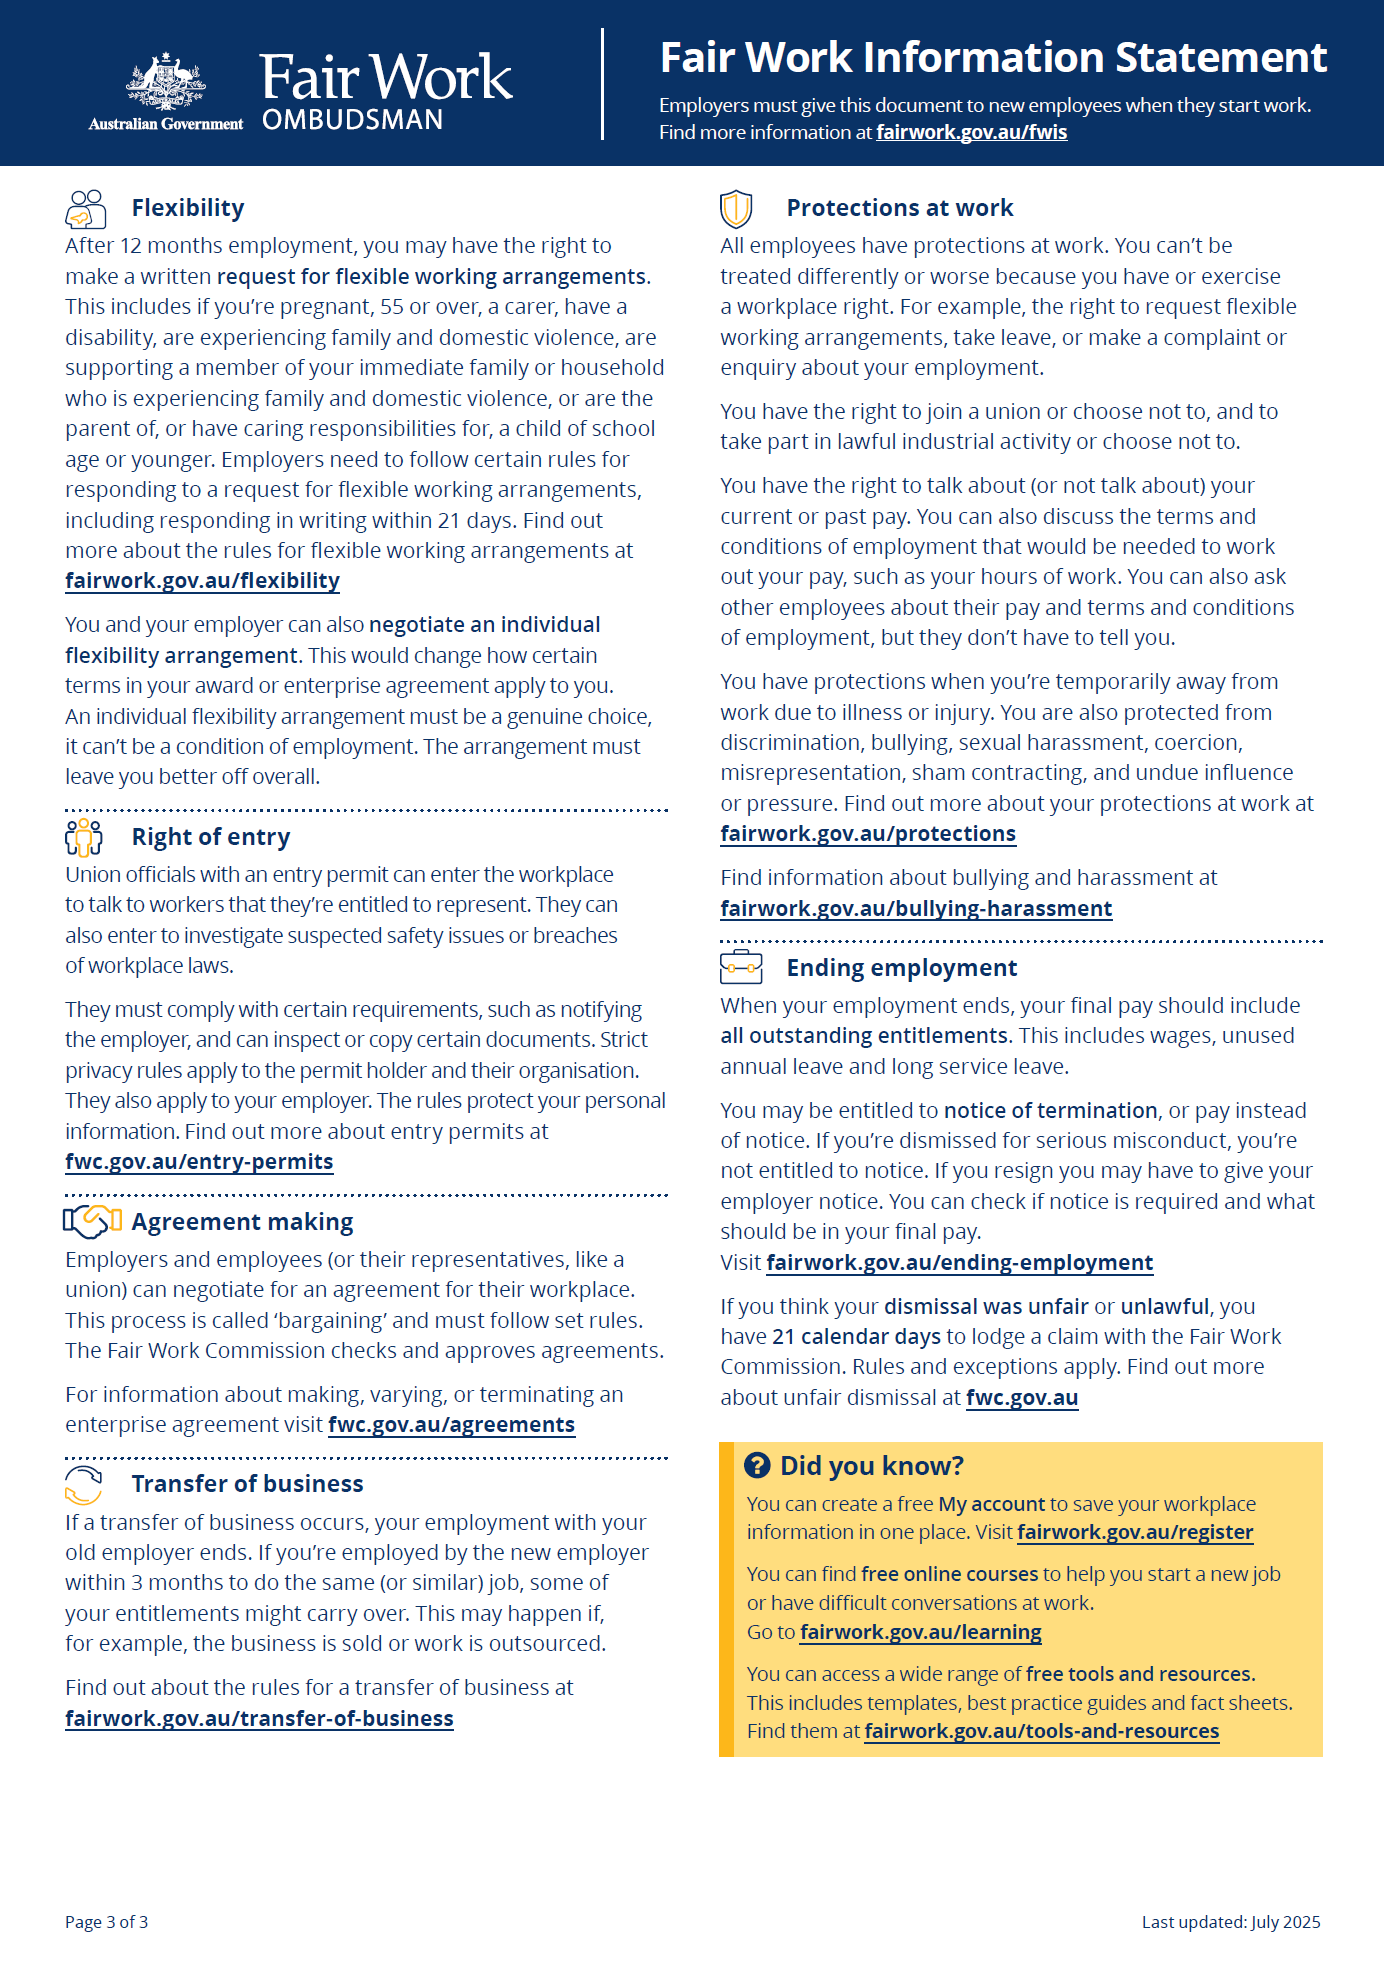 Australian Government
Fair Work
OMBUDSMAN
Fair Work Information Statement
Employers must give this document to new employees when they start work.
Find more information at fairwork.gov.au/fwis
Flexibility
After 12 months employment, you may have the right to
make a written request for flexible working arrangements.
This includes if you’re pregnant, 55 or over, a carer, have a
disability, are experiencing family and domestic violence, are
supporting a member of your immediate family or household
who is experiencing family and domestic violence, or are the
parent of, or have caring responsibilities for, a child of school
age or younger. Employers need to follow certain rules for
responding to a request for flexible working arrangements,
including responding in writing within 21 days. Find out
more about the rules for flexible working arrangements at
fairwork.gov.au/flexibility
You and your employer can also negotiate an individual
flexibility arrangement. This would change how certain
terms in your award or enterprise agreement apply to you.
An individual flexibility arrangement must be a genuine choice,
it can’t be a condition of employment. The arrangement must
leave you better off overall.
Right of entry
Union officials with an entry permit can enter the workplace
to talk to workers that they’re entitled to represent. They can
also enter to investigate suspected safety issues or breaches
of workplace laws.
They must comply with certain requirements, such as notifying
the employer, and can inspect or copy certain documents. Strict
privacy rules apply to the permit holder and their organisation.
They also apply to your employer. The rules protect your personal
information. Find out more about entry permits at
fwc.gov.au/entry-permits
Agreement making
Employers and employees (or their representatives, like a
union) can negotiate for an agreement for their workplace.
This process is called ‘bargaining’ and must follow set rules.
The Fair Work Commission checks and approves agreements.
For information about making, varying, or terminating an
enterprise agreement visit fwc.gov.au/agreements
Transfer of business
If a transfer of business occurs, your employment with your
old employer ends. If you’re employed by the new employer
within 3 months to do the same (or similar) job, some of
your entitlements might carry over. This may happen if,
for example, the business is sold or work is outsourced.
Find out about the rules for a transfer of business at
fairwork.gov.au/transfer-of-business
Protections at work
All employees have protections at work. You can’t be
treated differently or worse because you have or exercise
a workplace right. For example, the right to request flexible
working arrangements, take leave, or make a complaint or
enquiry about your employment.
You have the right to join a union or choose not to, and to
take part in lawful industrial activity or choose not to.
You have the right to talk about (or not talk about) your
current or past pay. You can also discuss the terms and
conditions of employment that would be needed to work
out your pay, such as your hours of work. You can also ask
other employees about their pay and terms and conditions
of employment, but they don’t have to tell you.
You have protections when you’re temporarily away from
work due to illness or injury. You are also protected from
discrimination, bullying, sexual harassment, coercion,
misrepresentation, sham contracting, and undue influence
or pressure. Find out more about your protections at work at
fairwork.gov.au/protections
Find information about bullying and harassment at
fairwork.gov.au/bullying-harassment
Ending employment
When your employment ends, your final pay should include
all outstanding entitlements. This includes wages, unused
annual leave and long service leave.
You may be entitled to notice of termination, or pay instead
of notice. If you’re dismissed for serious misconduct, you’re
not entitled to notice. If you resign you may have to give your
employer notice. You can check if notice is required and what
should be in your final pay.
Visit fairwork.gov.au/ending-employment
If you think your dismissal was unfair or unlawful, you
have 21 calendar days to lodge a claim with the Fair Work
Commission. Rules and exceptions apply. Find out more
about unfair dismissal at fwc.gov.au
? Did you know?
You can create a free My account to save your workplace
information in one place. Visit fairwork.gov.au/register
You can find free online courses to help you start a new job
or have difficult conversations at work.
Go to fairwork.gov.au/learning
You can access a wide range of free tools and resources.
This includes templates, best practice guides and fact sheets.
Find them at fairwork.gov.au/tools-and-resources
Page 3 of 3
Last updated: July 2025